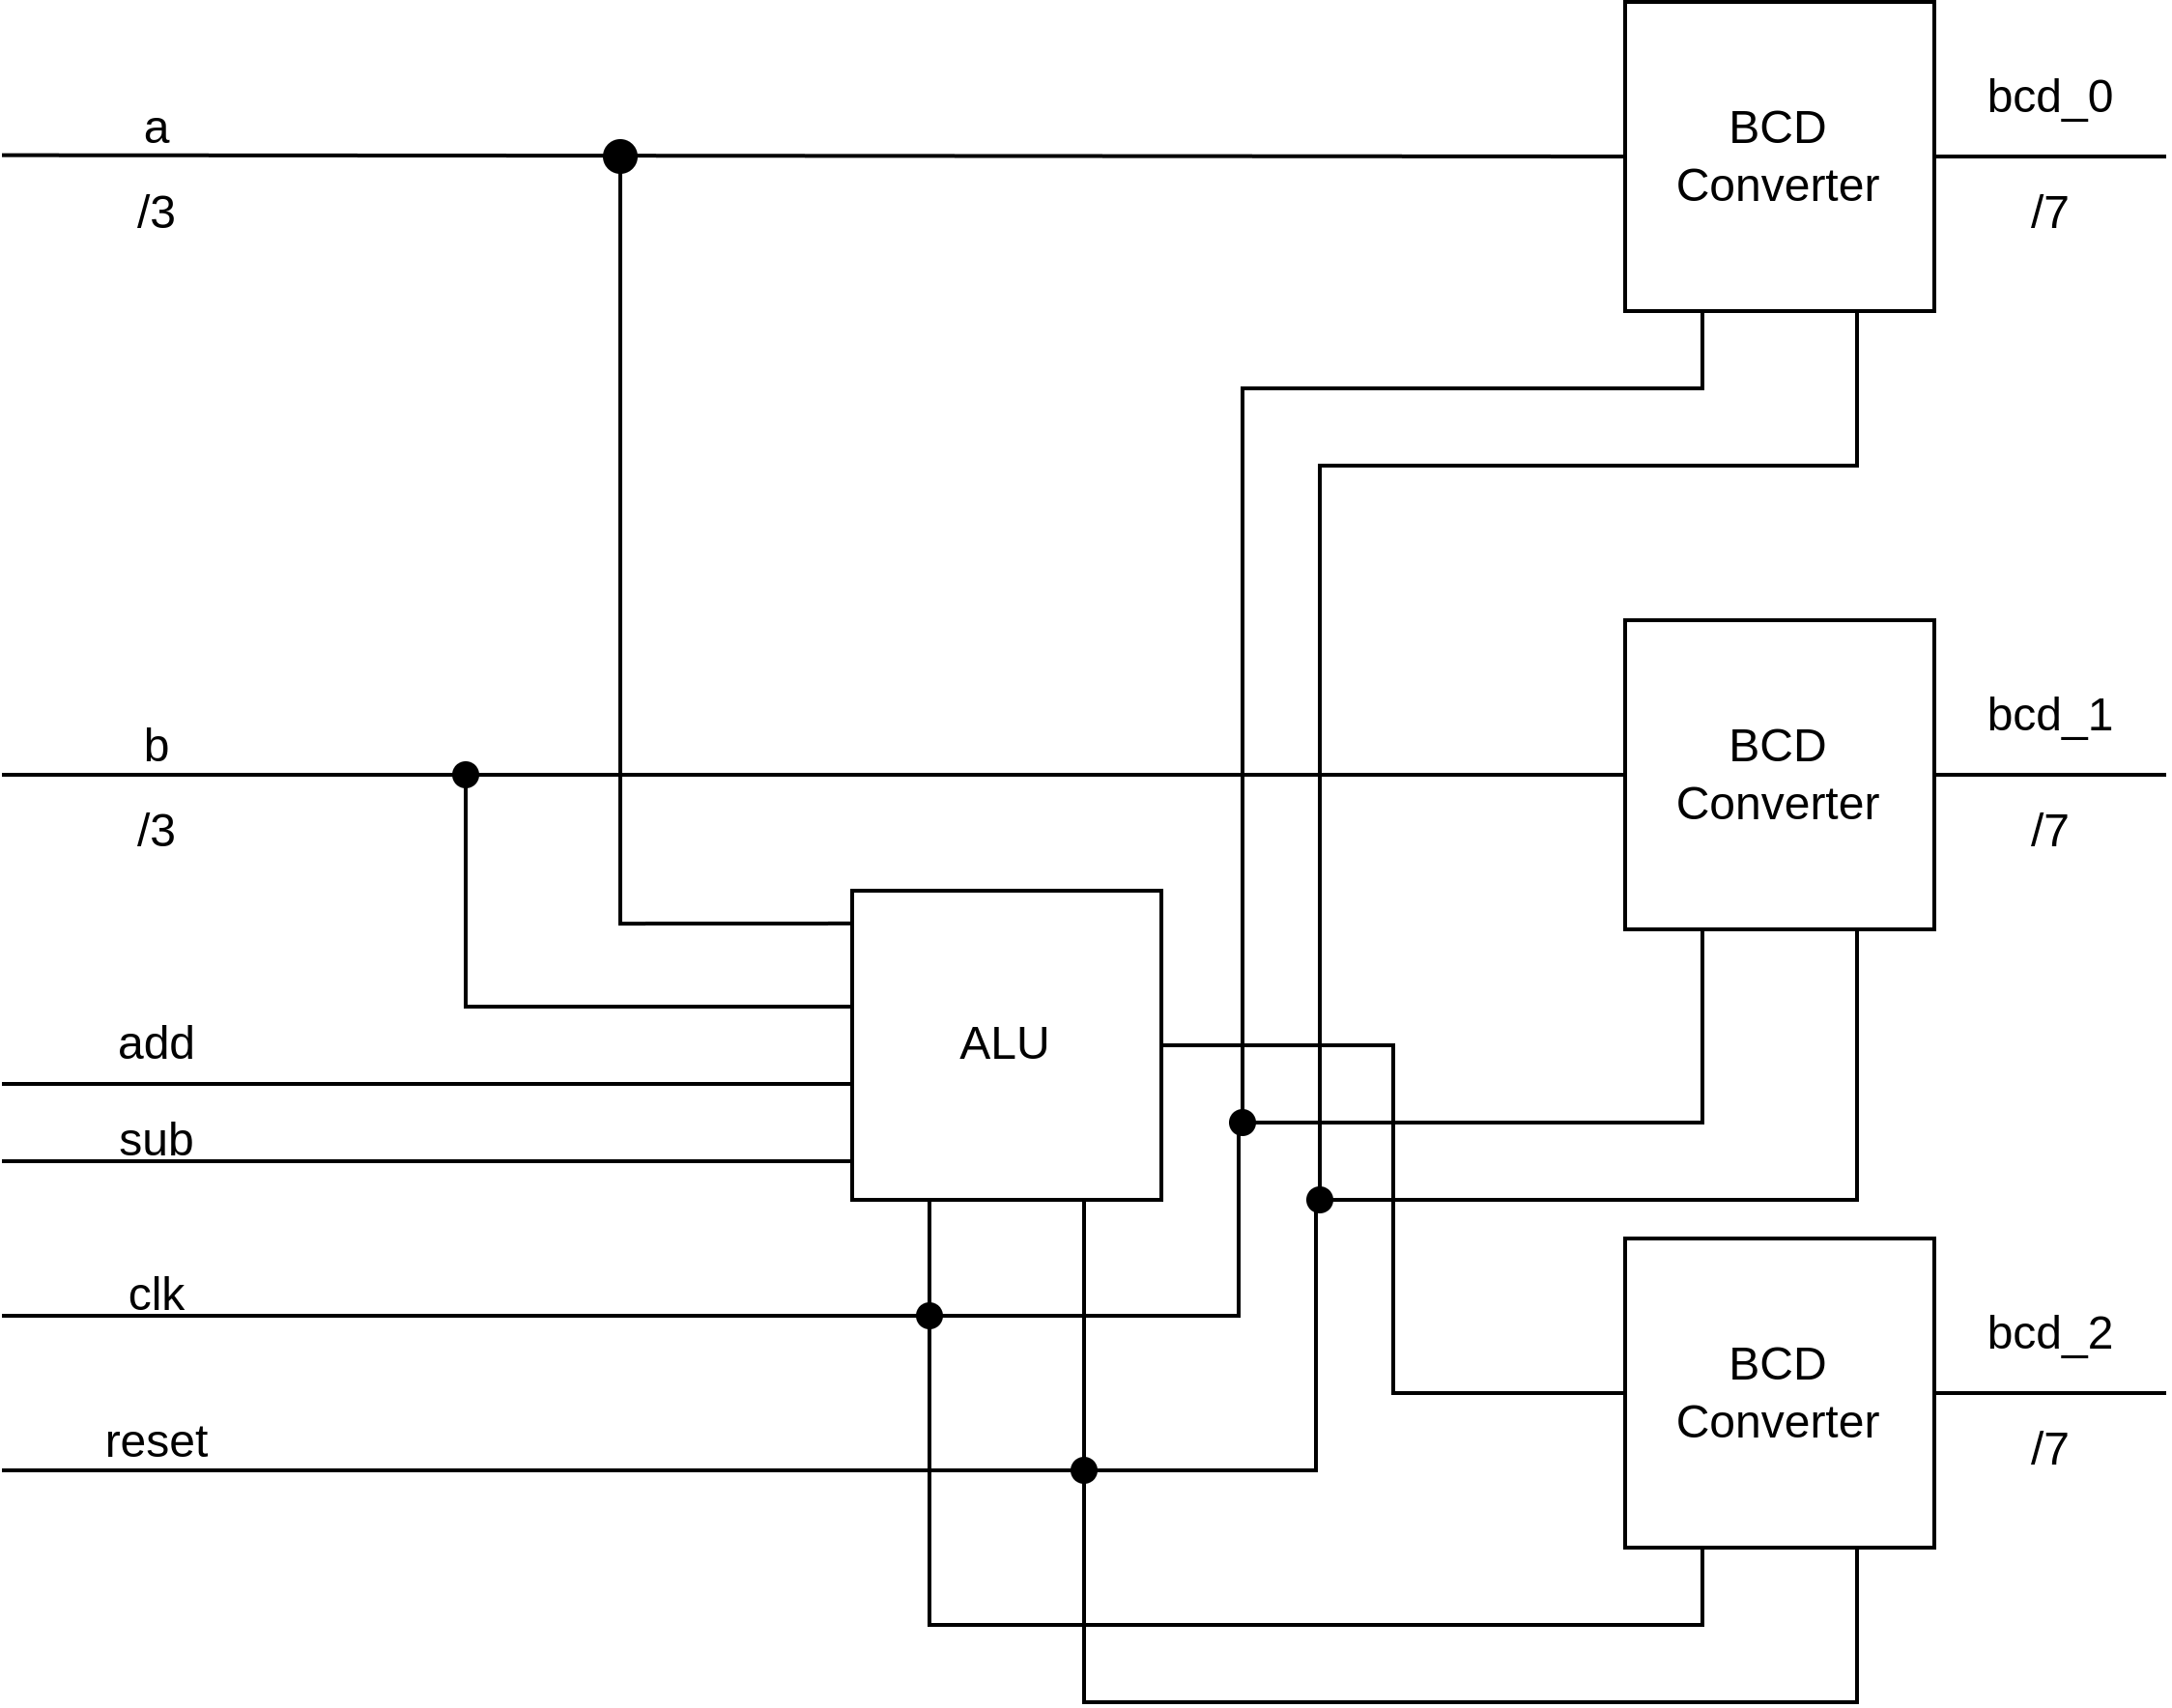 a
/3
BCD
Converter
bcd_0
/7
b
/3
BCD
Converter
bcd_1
/7
add
sub
ALU
clk
reset
BCD
Converter
bcd_2
/7